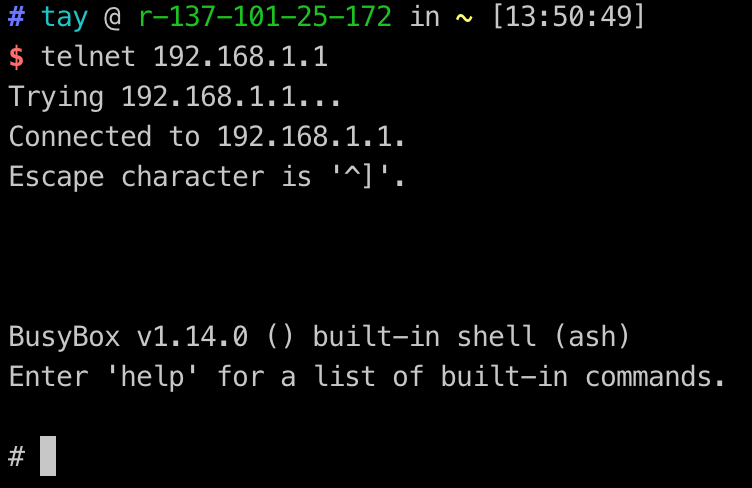 # tay @ r-137-101-25-172 in ~ [13:50:49]
$ telnet 192.168.1.1
Trying 192.168.1.1...
Connected to 192.168.1.1.
Escape character is '^]'.
BusyBox v1.14.0 () built-in shell (ash)
Enter 'help' for a list of built-in commands.
#